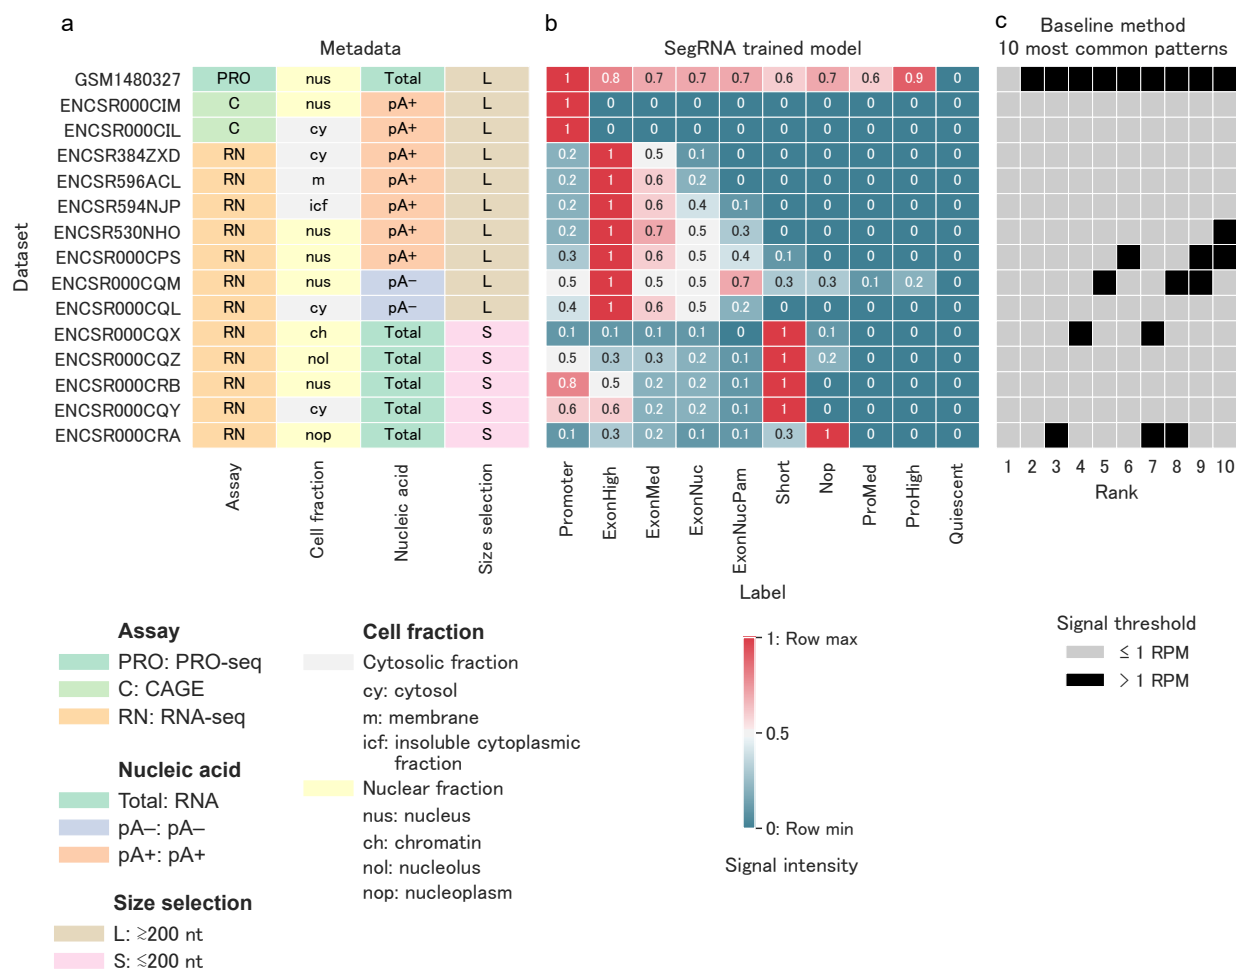 a
b
c
Metadata
SegRNA trained model
Baseline method
10 most common patterns
Dataset
GSM1480327 PRO nus Total L 1 0.8 0.7 0.7 0.7 0.6 0.7 0.6 0.9 0
ENCSR000CIM C nus pA+ L 1 0 0 0 0 0 0 0 0 0
ENCSR000CIL C cy pA+ L 1 0 0 0 0 0 0 0 0 0
ENCSR384ZXD RN cy pA+ L 0.2 1 0.5 0.1 0 0 0 0 0 0
ENCSR596ACL RN m pA+ L 0.2 1 0.6 0.2 0 0 0 0 0 0
ENCSR594NJP RN icf pA+ L 0.2 1 0.6 0.4 0.1 0 0 0 0 0
ENCSR530NHO RN nus pA+ L 0.2 1 0.7 0.5 0.3 0 0 0 0 0
ENCSR000CPS RN nus pA+ L 0.3 1 0.6 0.5 0.4 0.1 0 0 0 0
ENCSR000CQM RN nus pA− L 0.5 1 0.5 0.5 0.7 0.3 0.3 0.1 0.2 0
ENCSR000CQL RN cy pA− L 0.4 1 0.6 0.5 0.2 0 0 0 0 0
ENCSR000CQX RN ch Total S 0.1 0.1 0.1 0.1 0 1 0.1 0 0 0
ENCSR000CQZ RN nol Total S 0.5 0.3 0.3 0.2 0.1 1 0.2 0 0 0
ENCSR000CRB RN nus Total S 0.8 0.5 0.2 0.2 0.1 1 0 0 0 0
ENCSR000CQY RN cy Total S 0.6 0.6 0.2 0.2 0.1 1 0 0 0 0
ENCSR000CRA RN nop Total S 0.1 0.3 0.2 0.1 0.1 0.3 1 0 0 0
Assay
Cell fraction
Nucleic acid
Size selection
Promoter
ExonHigh
ExonMed
ExonNuc
ExonNucPam
Short
Nop
ProMed
ProHigh
Quiescent
Label
1 2 3 4 5 6 7 8 9 10
Rank
Assay
PRO: PRO-seq
C: CAGE
RN: RNA-seq
Nucleic acid
Total: RNA
pA–: pA–
pA+: pA+
Size selection
L: ≳200 nt
S: ≲200 nt
Cell fraction
Cytosolic fraction
cy: cytosol
m: membrane
icf: insoluble cytoplasmic
fraction
Nuclear fraction
nus: nucleus
ch: chromatin
nol: nucleolus
nop: nucleoplasm
1: Row max
0.5
0: Row min
Signal intensity
Signal threshold
≤ 1 RPM
> 1 RPM